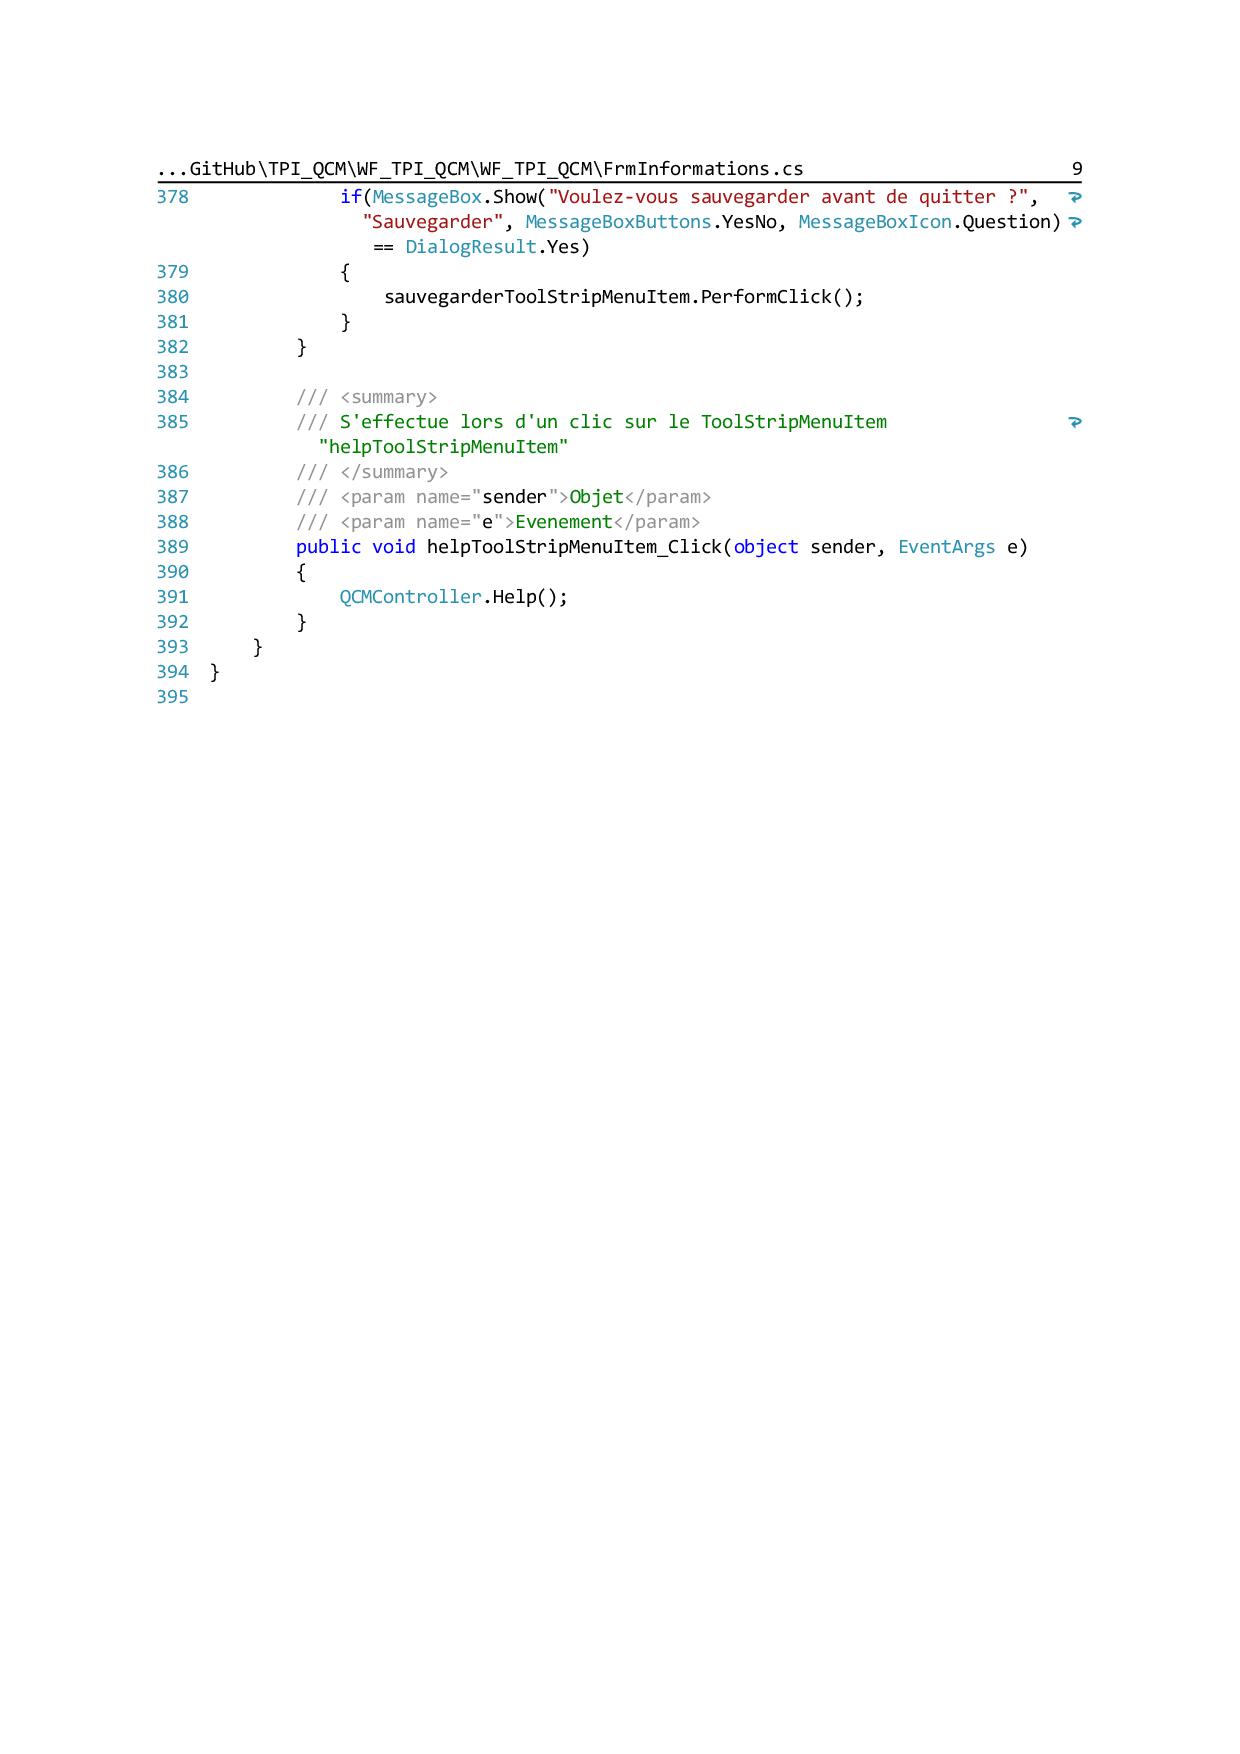 ...GitHub\TPI_QCM\WF_TPI_QCM\WF_TPI_QCM\FrmInformations.cs 9
378 if(MessageBox.Show("Voulez-vous sauvegarder avant de quitter ?",
"Sauvegarder", MessageBoxButtons.YesNo, MessageBoxIcon.Question)
== DialogResult.Yes)
379 {
380 sauvegarderToolStripMenuItem.PerformClick();
381 }
382 }
383
384 /// <summary>
385 /// S'effectue lors d'un clic sur le ToolStripMenuItem
"helpToolStripMenuItem"
386 /// </summary>
387 /// <param name="sender">Objet</param>
388 /// <param name="e">Evenement</param>
389 public void helpToolStripMenuItem_Click(object sender, EventArgs e)
390 {
391 QCMController.Help();
392 }
393 }
394 }
395